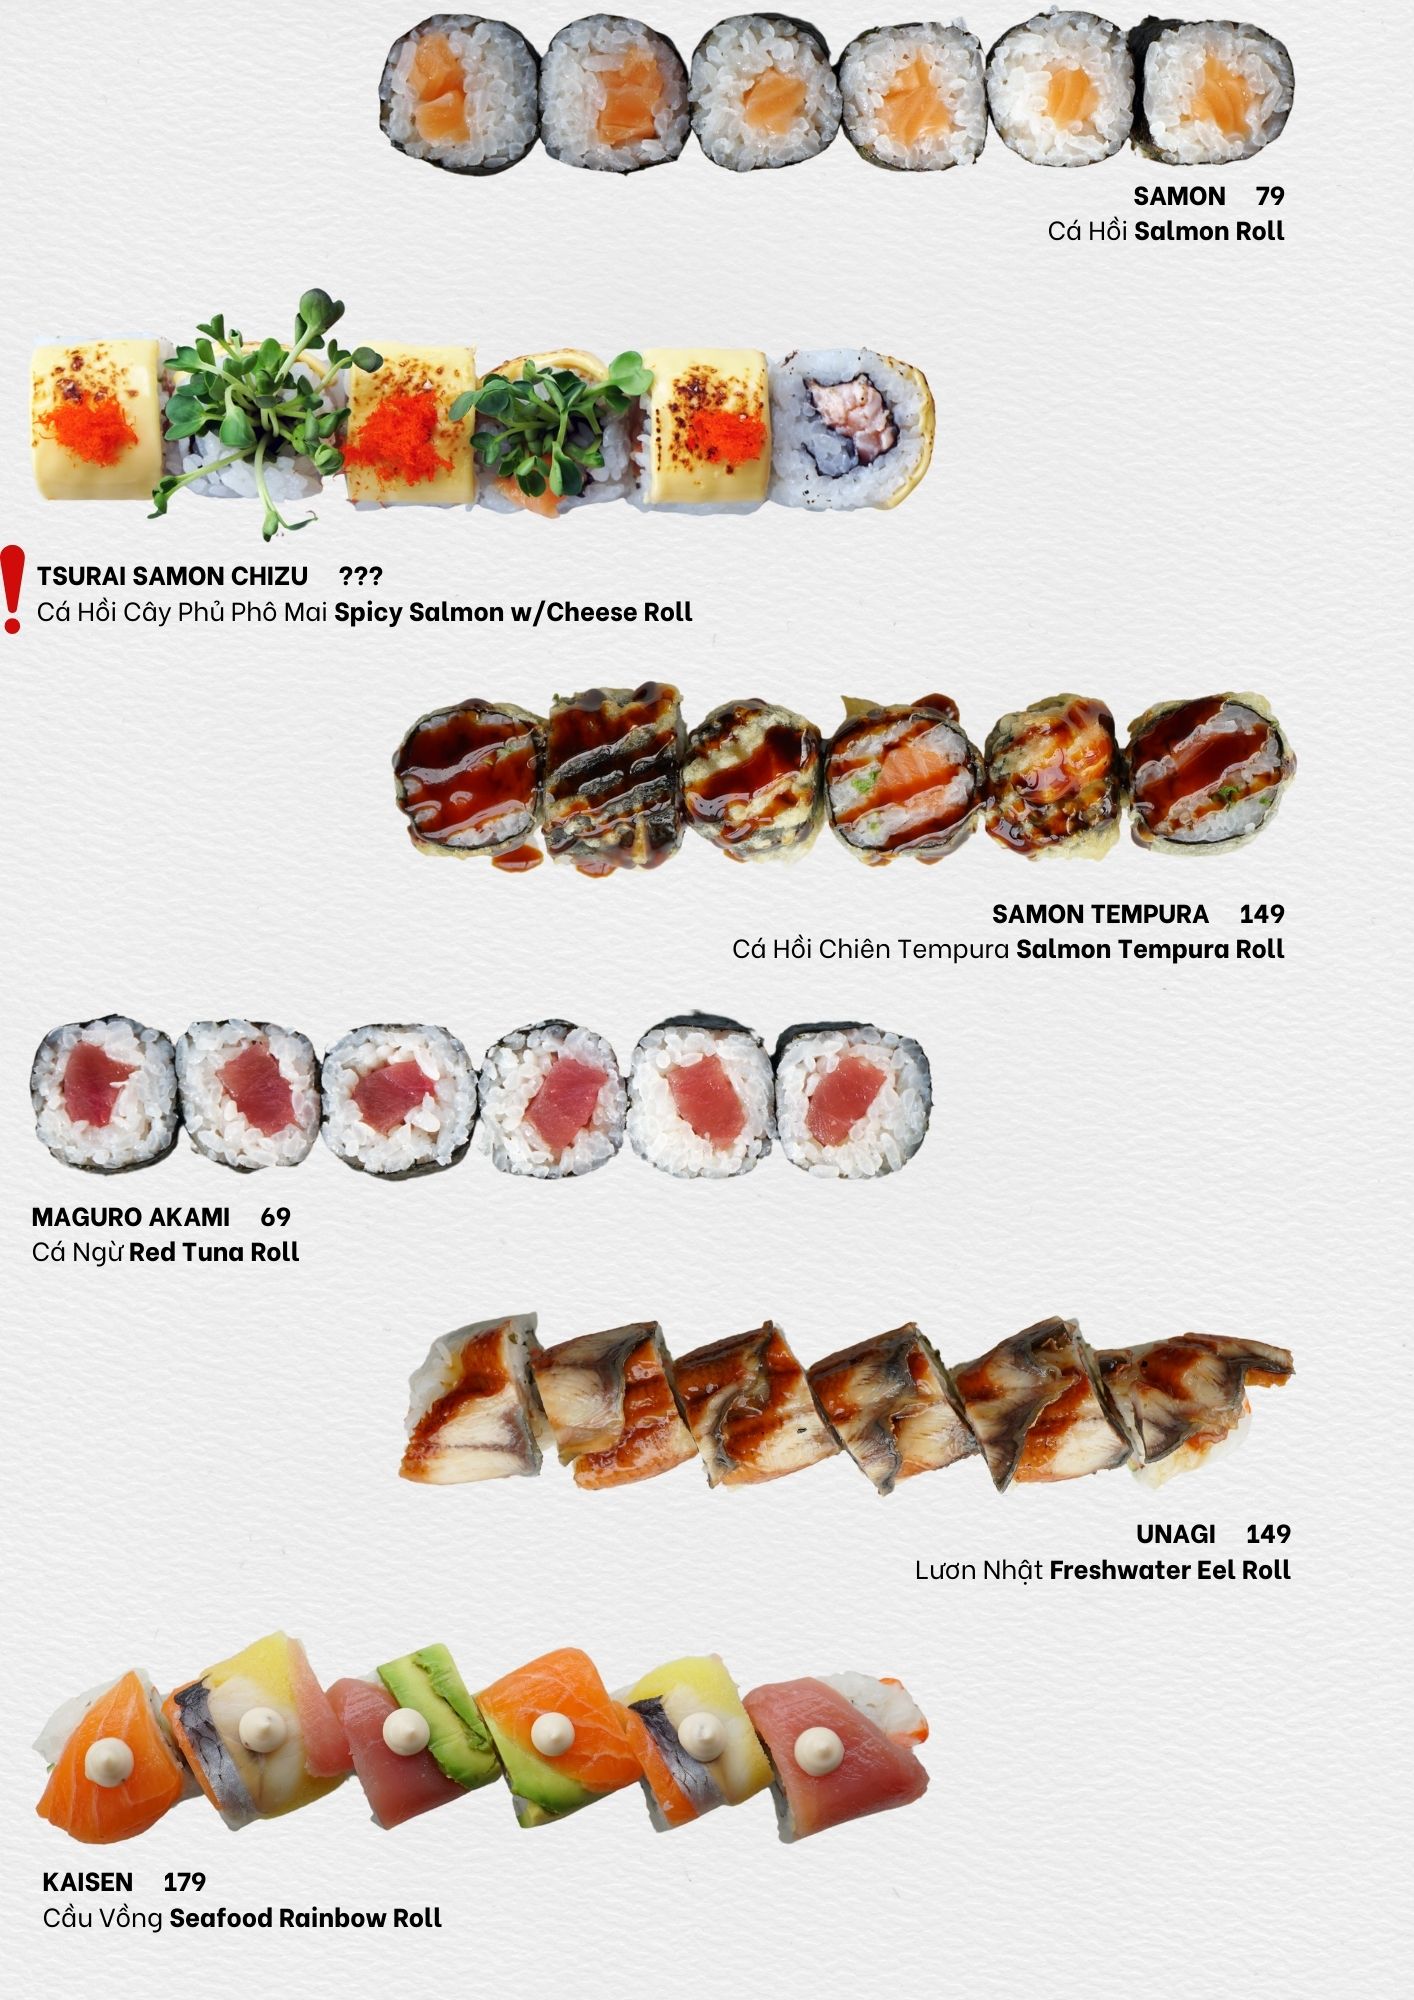 SAMON 79
Cá Hồi Salmon Roll
TSURAI SAMON CHIZU ???
Cá Hồi Cây Phủ Phô Mai Spicy Salmon w/Cheese Roll
SAMON TEMPURA 149
Cá Hồi Chiên Tempura Salmon Tempura Roll
MAGURO AKAMI 69
Cá Ngừ Red Tuna Roll
UNAGI 149
Lươn Nhật Freshwater Eel Roll
KAISEN 179
Cầu Vồng Seafood Rainbow Roll